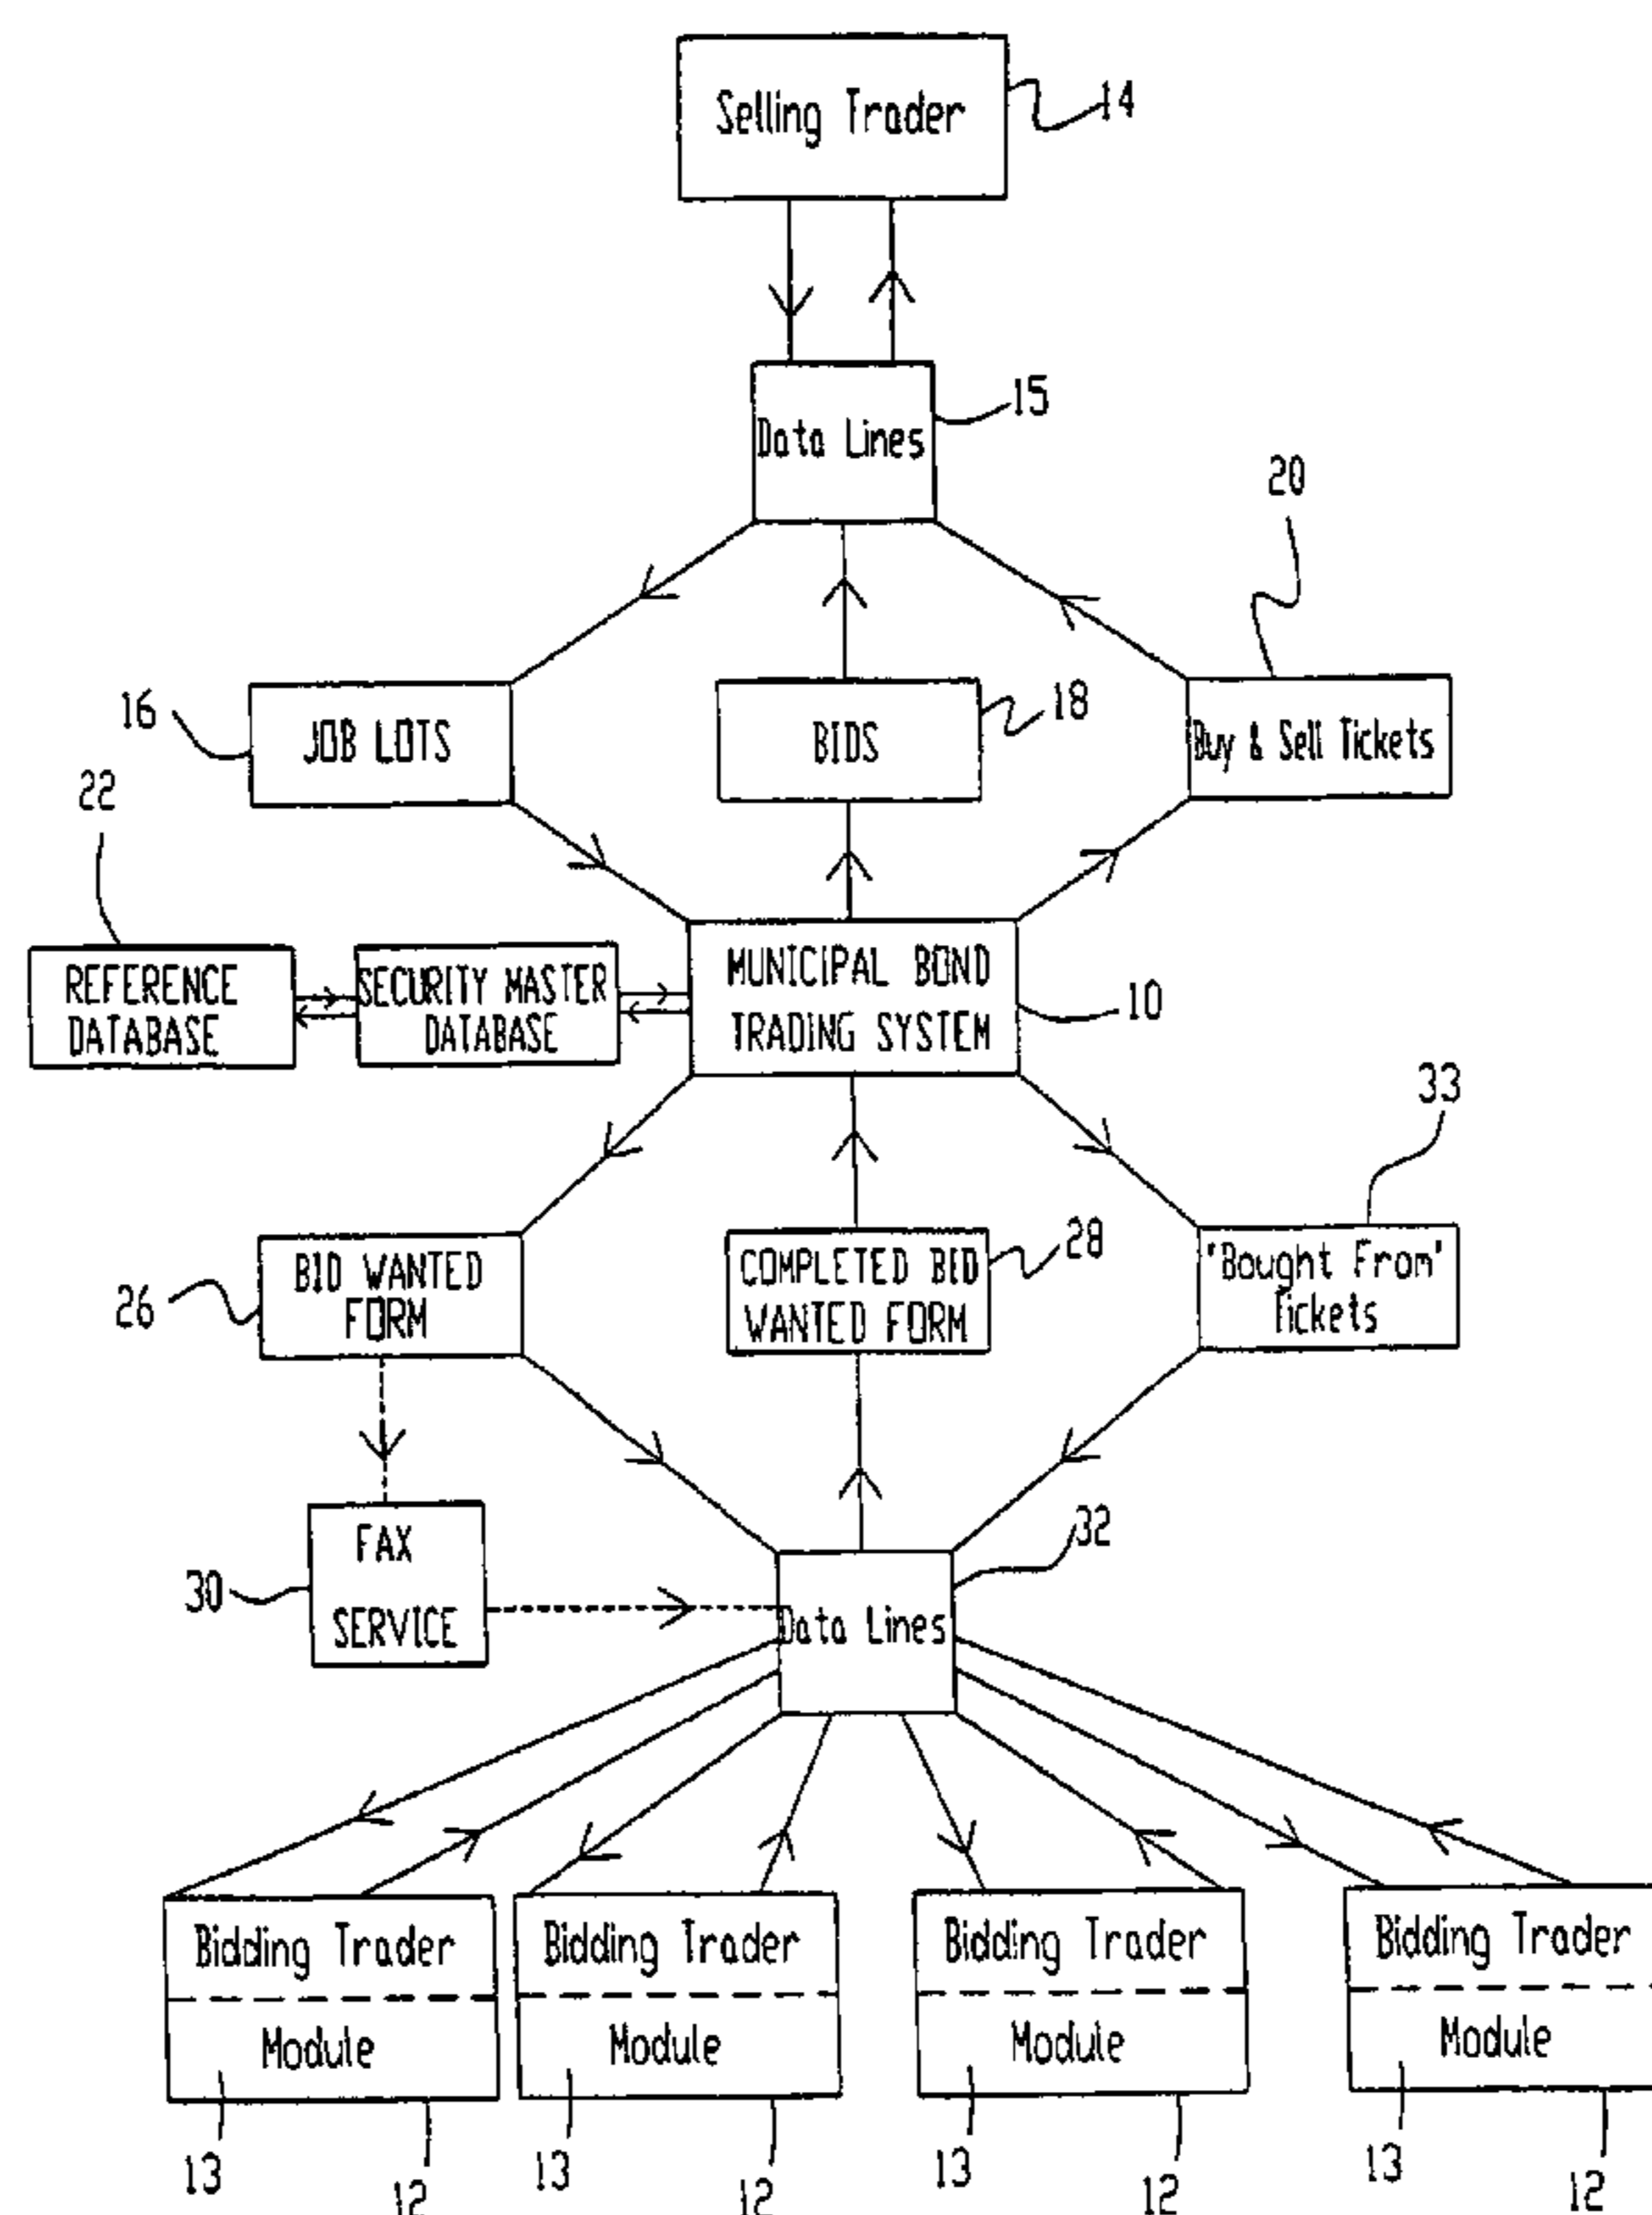 Selling Trader
14
Data Lines
15
20
16
JOB LOTS
BIDS
18
Buy & Sell Tickets
22
REFERENCE
DATABASE
SECURITY MASTER
DATABASE
MUNICIPAL BOND
TRADING SYSTEM
10
33
26
BID WANTED
FORM
COMPLETED BID
WANTED FORM
28
"Bought From"
Tickets
30
FAX
SERVICE
32
Data Lines
Bidding Trader
Module
13
12
Bidding Trader
Module
13
12
Bidding Trader
Module
13
12
Bidding Trader
Module
13
12